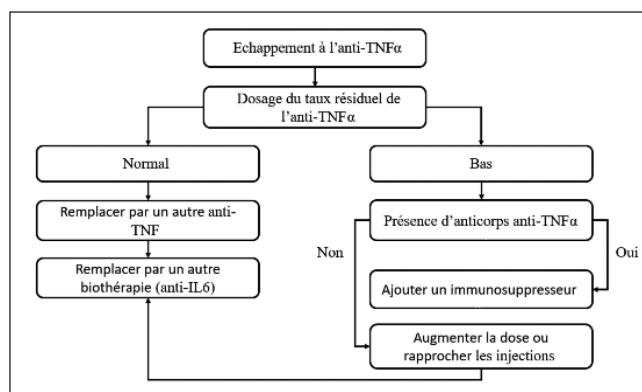 Echappement à l'anti-TNFα
Dosage du taux résiduel de
l'anti-TNFα
Normal
Bas
Remplacer par un autre anti-
TNF
Présence d'anticorps anti-TNFα
Non
Oui
Remplacer par un autre
biothérapie (anti-IL6)
Ajouter un immunosuppresseur
Augmenter la dose ou
rapprocher les injections